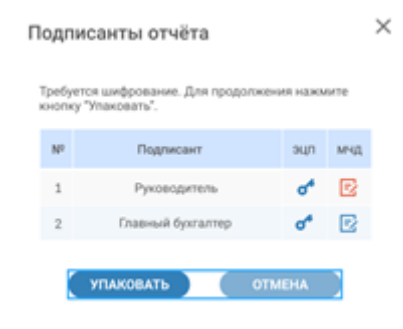 Подписанты отчёта
Требуется шифрование. Для продолжения нажмите
кнопку "Упаковать".
№ Подписант ЭЦП МЧД
1 Руководитель
2 Главный бухгалтер
УПАКОВАТЬ ОТМЕНА